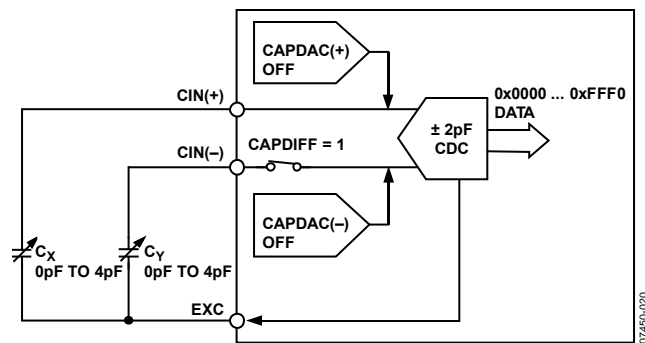 CAPDAC(+)
OFF
CIN(+)
0x0000 ... 0xFFF0
DATA
± 2pF
CDC
CIN(–)
CAPDIFF = 1
CAPDAC(–)
OFF
CX
0pF TO 4pF
CY
0pF TO 4pF
EXC
07450-020